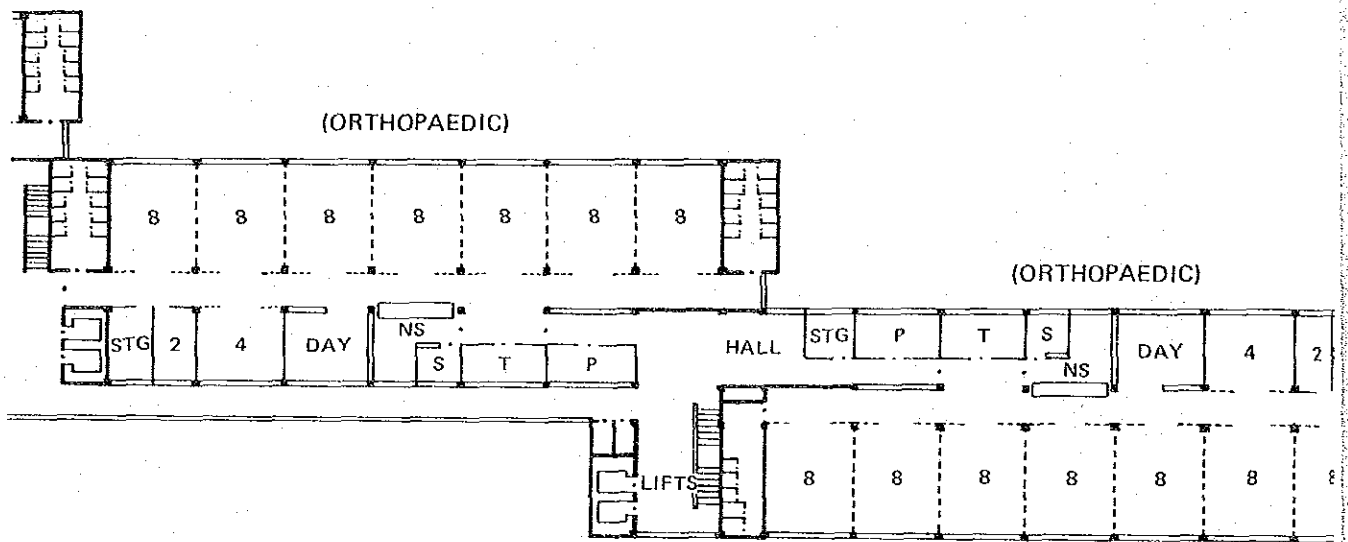 (ORTHOPAEDIC)
8 8 8 8 8 8 8
STG 2 4 DAY NS S T P
(ORTHOPAEDIC)
HALL STG P T S NS DAY 4 2
LIFTS 8 8 8 8 8 8